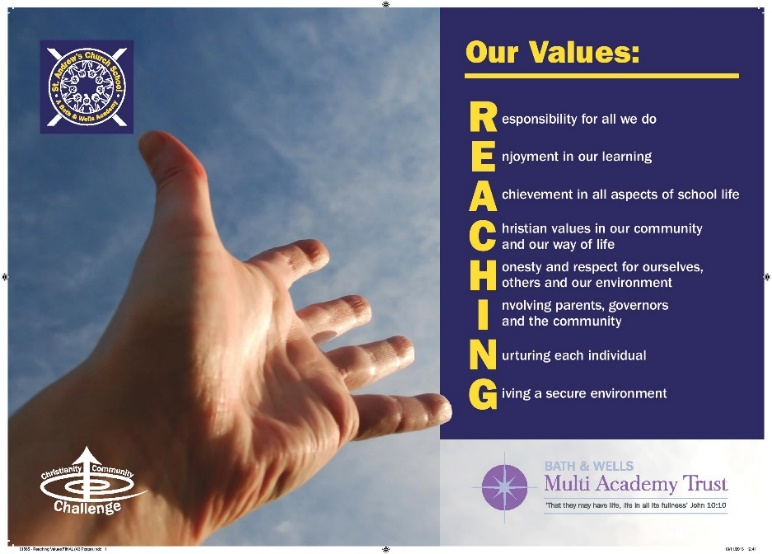 St. Andrew's Church School
A Bath & Wells Academy
Our Values:
Responsibility for all we do
Enjoyment in our learning
Achievement in all aspects of school life
Christian values in our community
and our way of life
Honesty and respect for ourselves,
others and our environment
Involving parents, governors
and the community
Nurturing each individual
Giving a secure environment
Christianity Community
Challenge
BATH & WELLS
Multi Academy Trust
'That they may have life, life in all its fullness' John 10:10